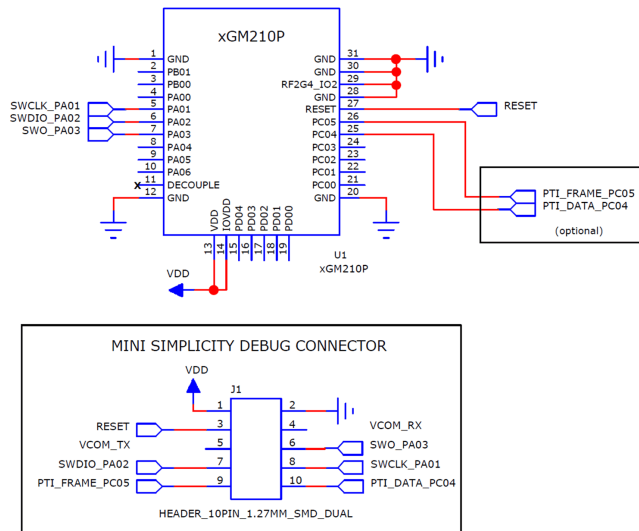 xGM210P
1 GND
2 PB01
3 PB00
4 PA00
SWCLK_PA01 5 PA01
SWDIO_PA02 6 PA02
SWO_PA03 7 PA03
8 PA04
9 PA05
10 PA06
x 11 DECOUPLE
12 GND
GND 31
GND 30
RF2G4_IO2 29
GND 28
RESET 27 RESET
PC05 26
PC04 25
PC03 24
PC02 23
PC01 22
PC00 21
GND 20
PTI_FRAME_PC05
PTI_DATA_PC04
(optional)
VDD IOVDD PD04 PD03 PD02 PD01 PD00
13 14 15 16 17 18 19
U1
xGM210P
VDD
MINI SIMPLICITY DEBUG CONNECTOR
VDD J1
1 2
RESET 3 4 VCOM_RX
VCOM_TX 5 6 SWO_PA03
SWDIO_PA02 7 8 SWCLK_PA01
PTI_FRAME_PC05 9 10 PTI_DATA_PC04
HEADER_10PIN_1.27MM_SMD_DUAL